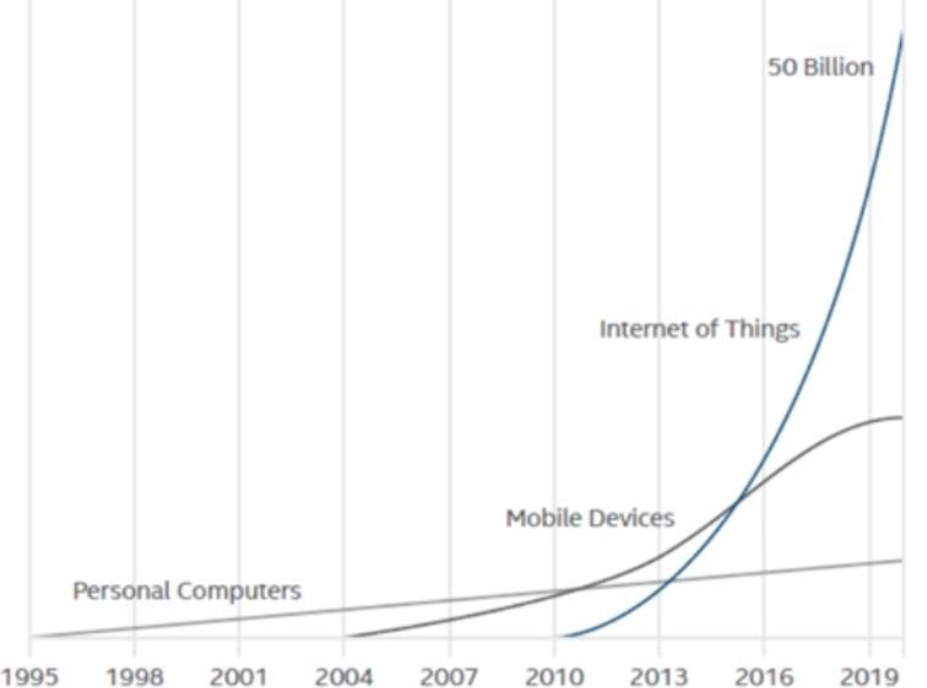 50 Billion
Internet of Things
Mobile Devices
Personal Computers
1995 1998 2001 2004 2007 2010 2013 2016 2019